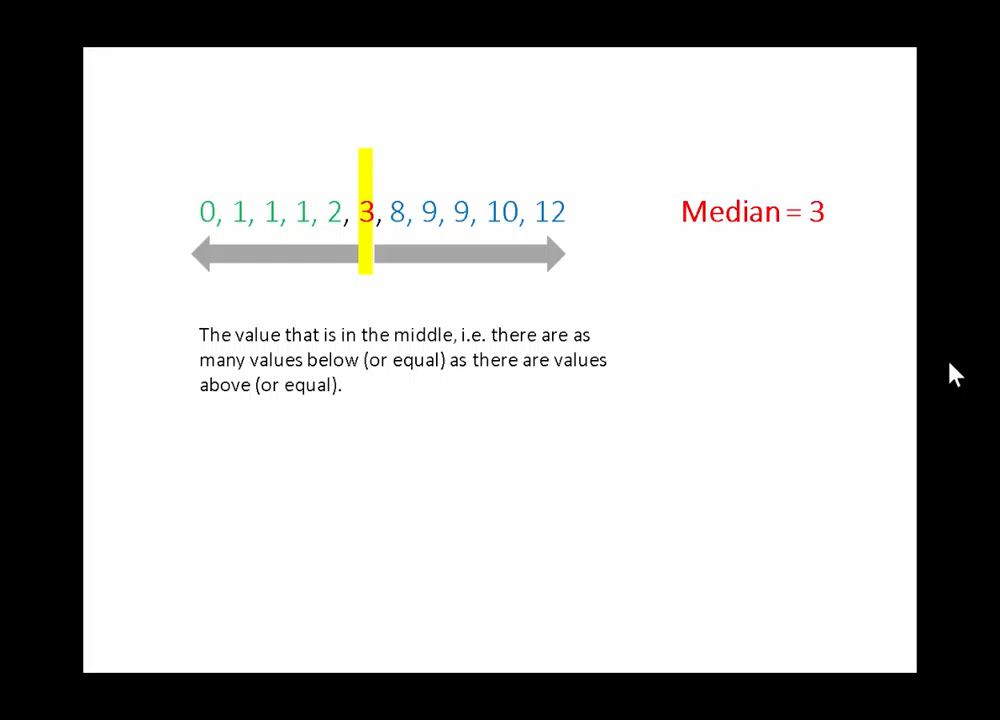 0, 1, 1, 1, 2, 3, 8, 9, 9, 10, 12
Median = 3
The value that is in the middle, i.e. there are as
many values below (or equal) as there are values
above (or equal).